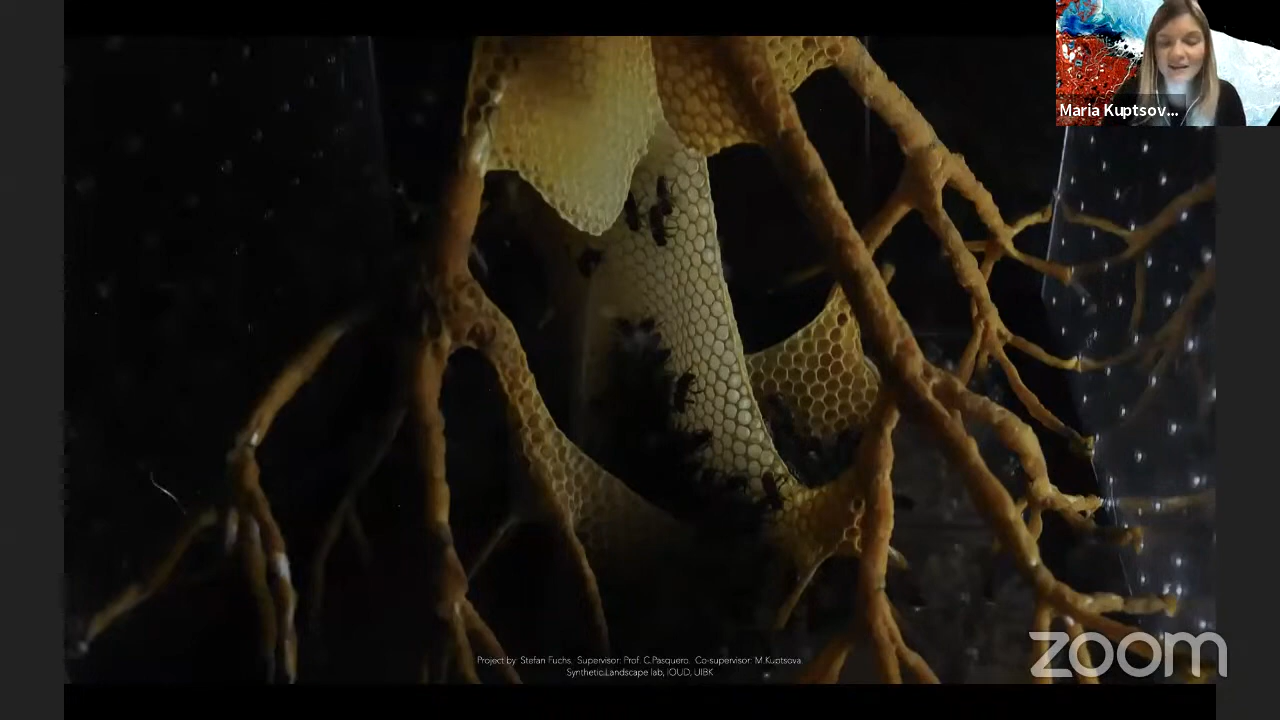 Maria Kuptsov...
Project by Stefan Fuchs. Supervisor: Prof. C.Pasquero. Co-supervisor: M.Kuptsova.
Synthetic Landscape lab, IOUD, UIBK
zoom